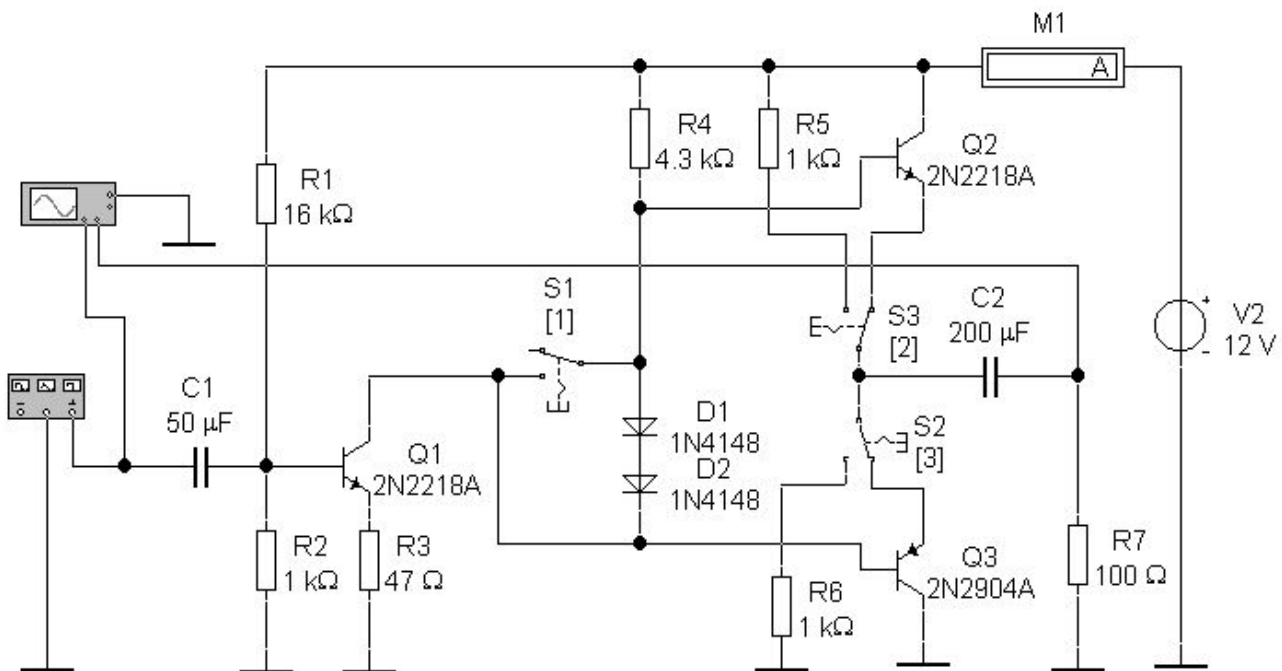 M1
A
R4
4.3 kΩ
R5
1 kΩ
Q2
2N2218A
R1
16 kΩ
S1
[1]
S3
[2]
C2
200 µF
V2
12 V
+
-
C1
50 µF
D1
1N4148
D2
1N4148
S2
[3]
Q1
2N2218A
R2
1 kΩ
R3
47 Ω
R6
1 kΩ
Q3
2N2904A
R7
100 Ω